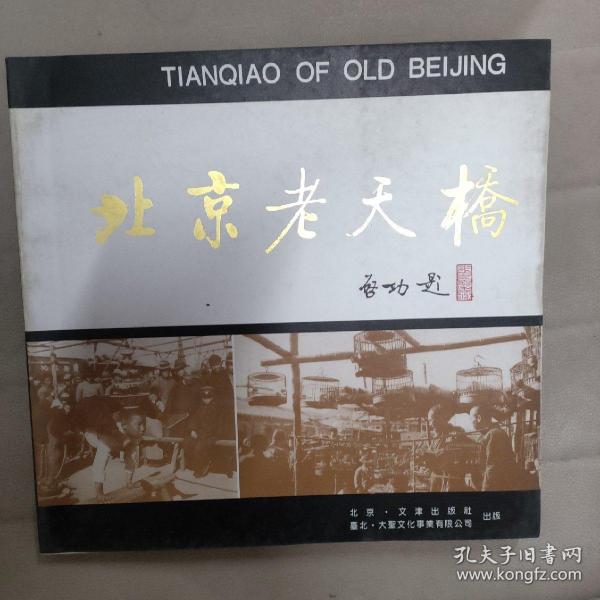 TIANQIAO OF OLD BEIJING
北京老天橋
啓功題
北京·文津出版社
臺北·大聖文化事業有限公司
出版
孔夫子旧书网
www.kongfz.com